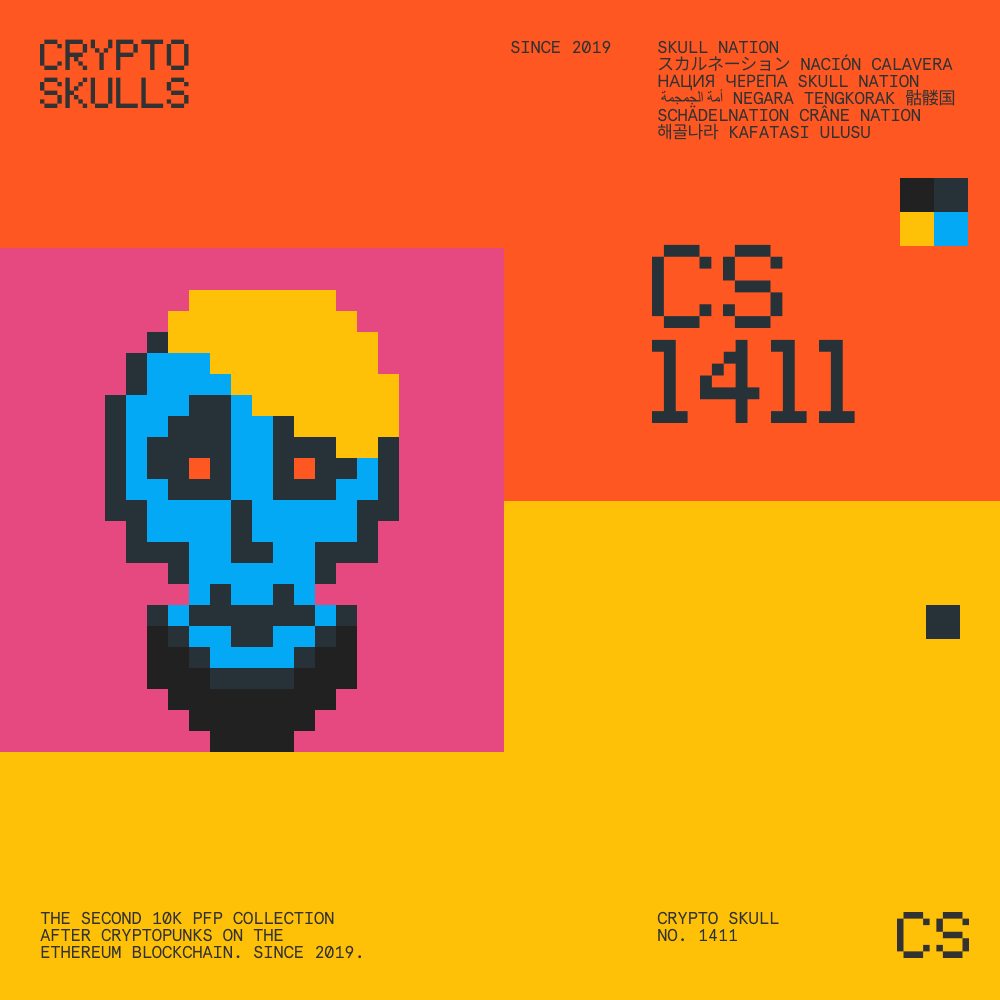 CRYPTO
SKULLS
SINCE 2019
SKULL NATION
スカルネーション NACIÓN CALAVERA
НАЦИЯ ЧЕРЕПА SKULL NATION
أمة الجمجمة NEGARA TENGKORAK 骷髅国
SCHÄDELNATION CRÂNE NATION
해골나라 KAFATASI ULUSU
CS
1411
THE SECOND 10K PFP COLLECTION
AFTER CRYPTOPUNKS ON THE
ETHEREUM BLOCKCHAIN. SINCE 2019.
CRYPTO SKULL
NO. 1411
CS